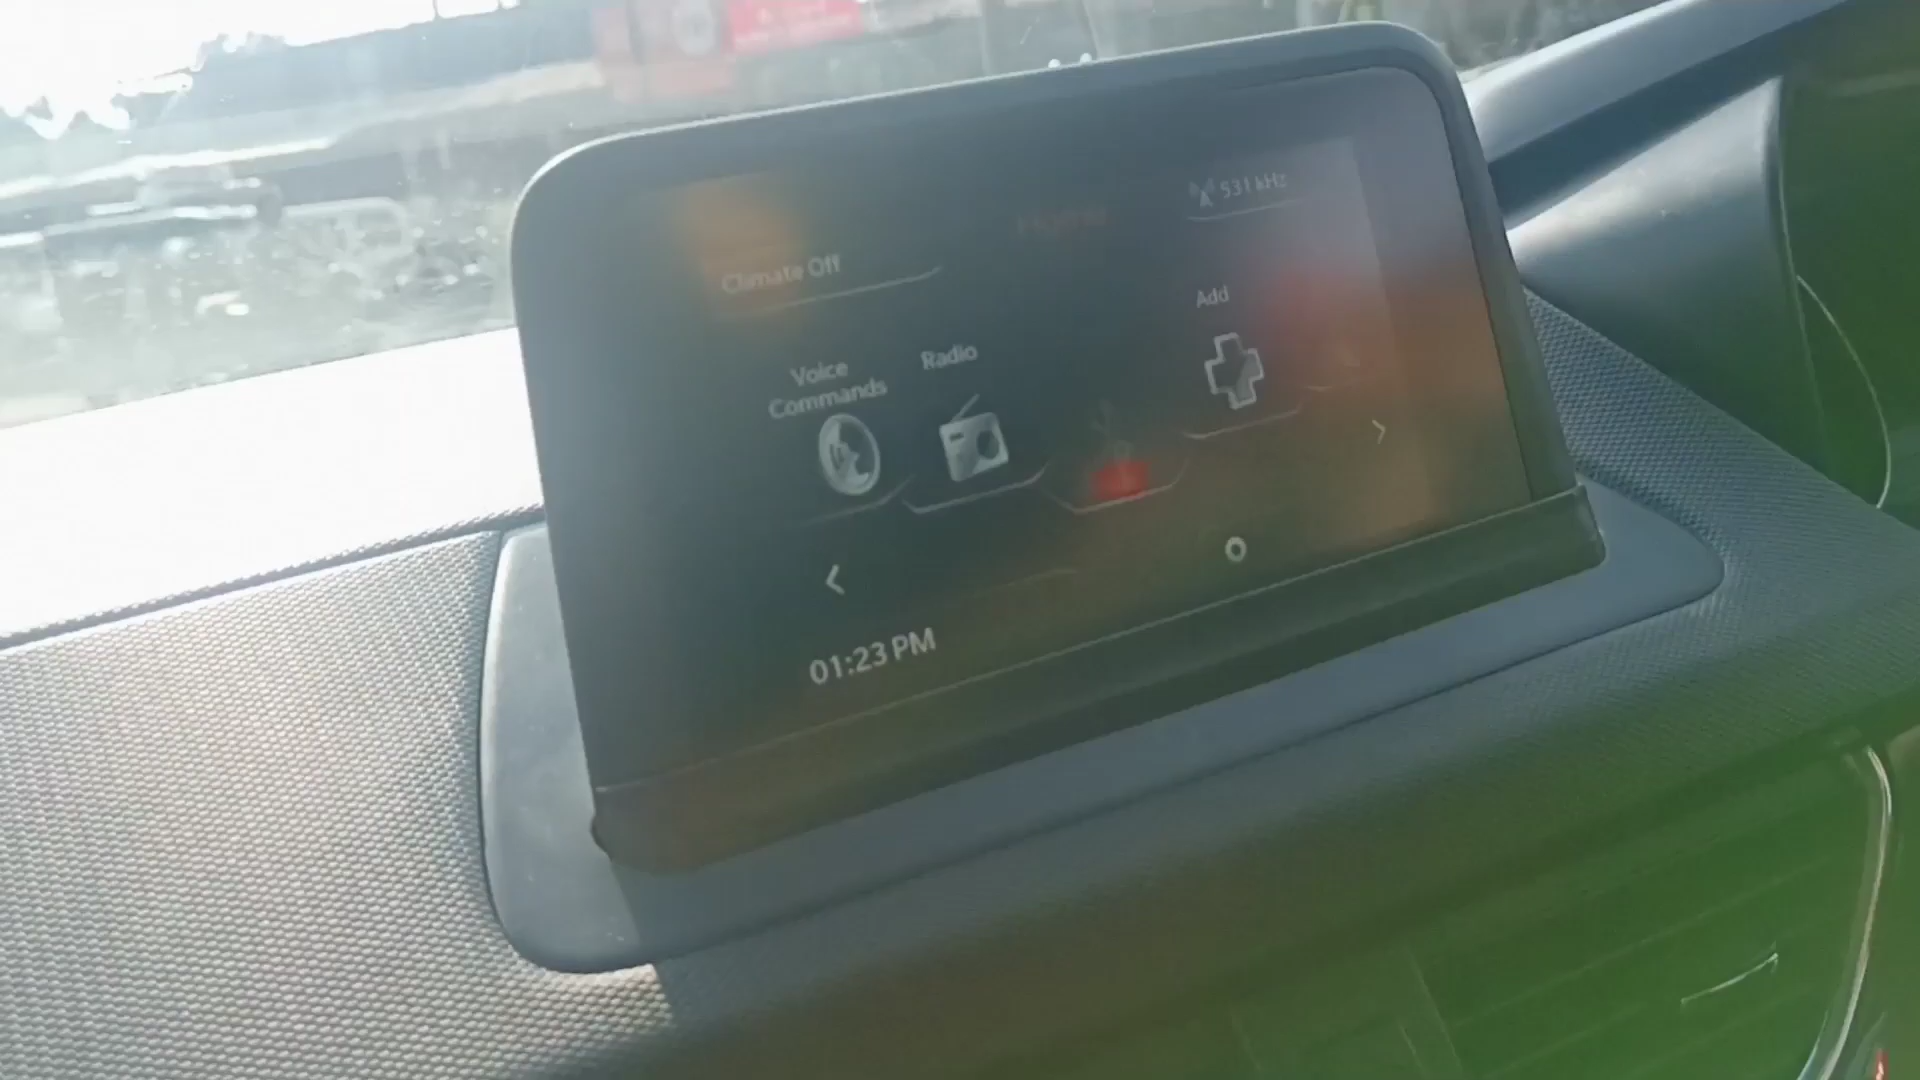 531 kHz
Climate Off
Add
Voice
Commands
Radio
01:23 PM